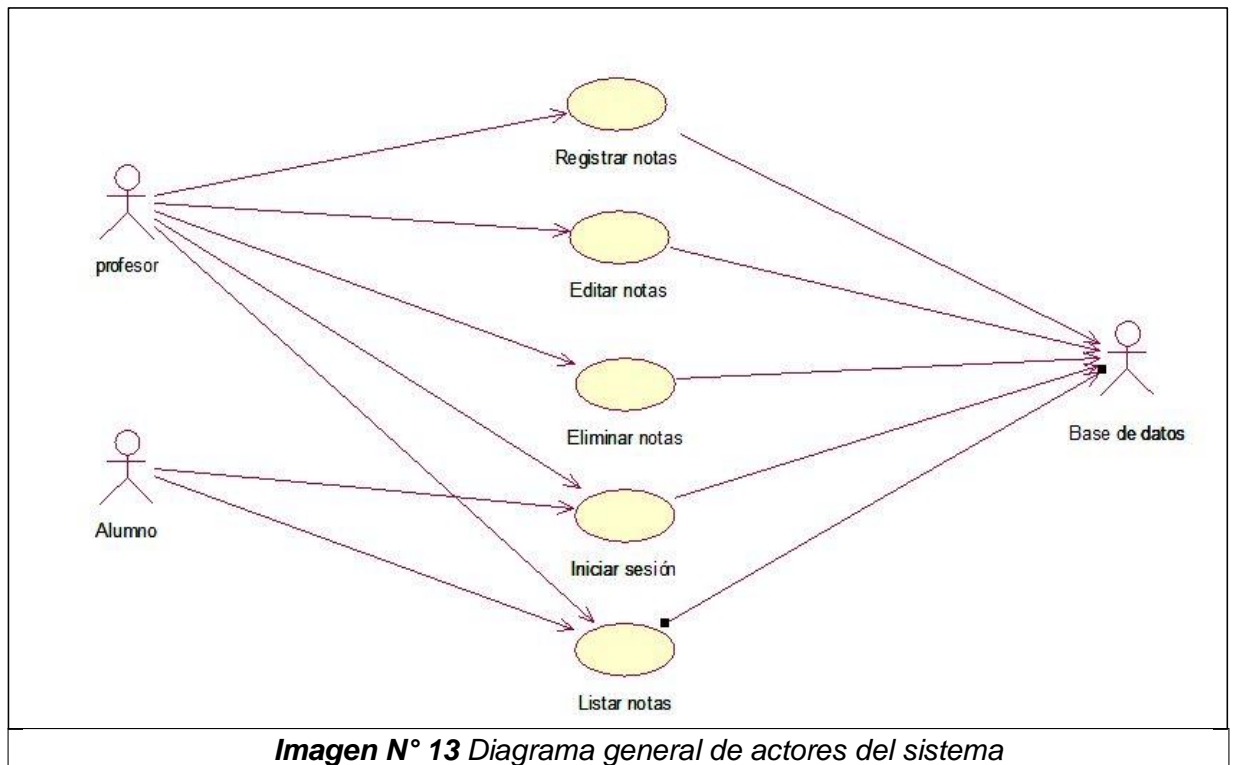 Registrar notas
profesor
Editar notas
Eliminar notas
Base de datos
Alumno
Iniciar sesión
Listar notas
Imagen N° 13 Diagrama general de actores del sistema